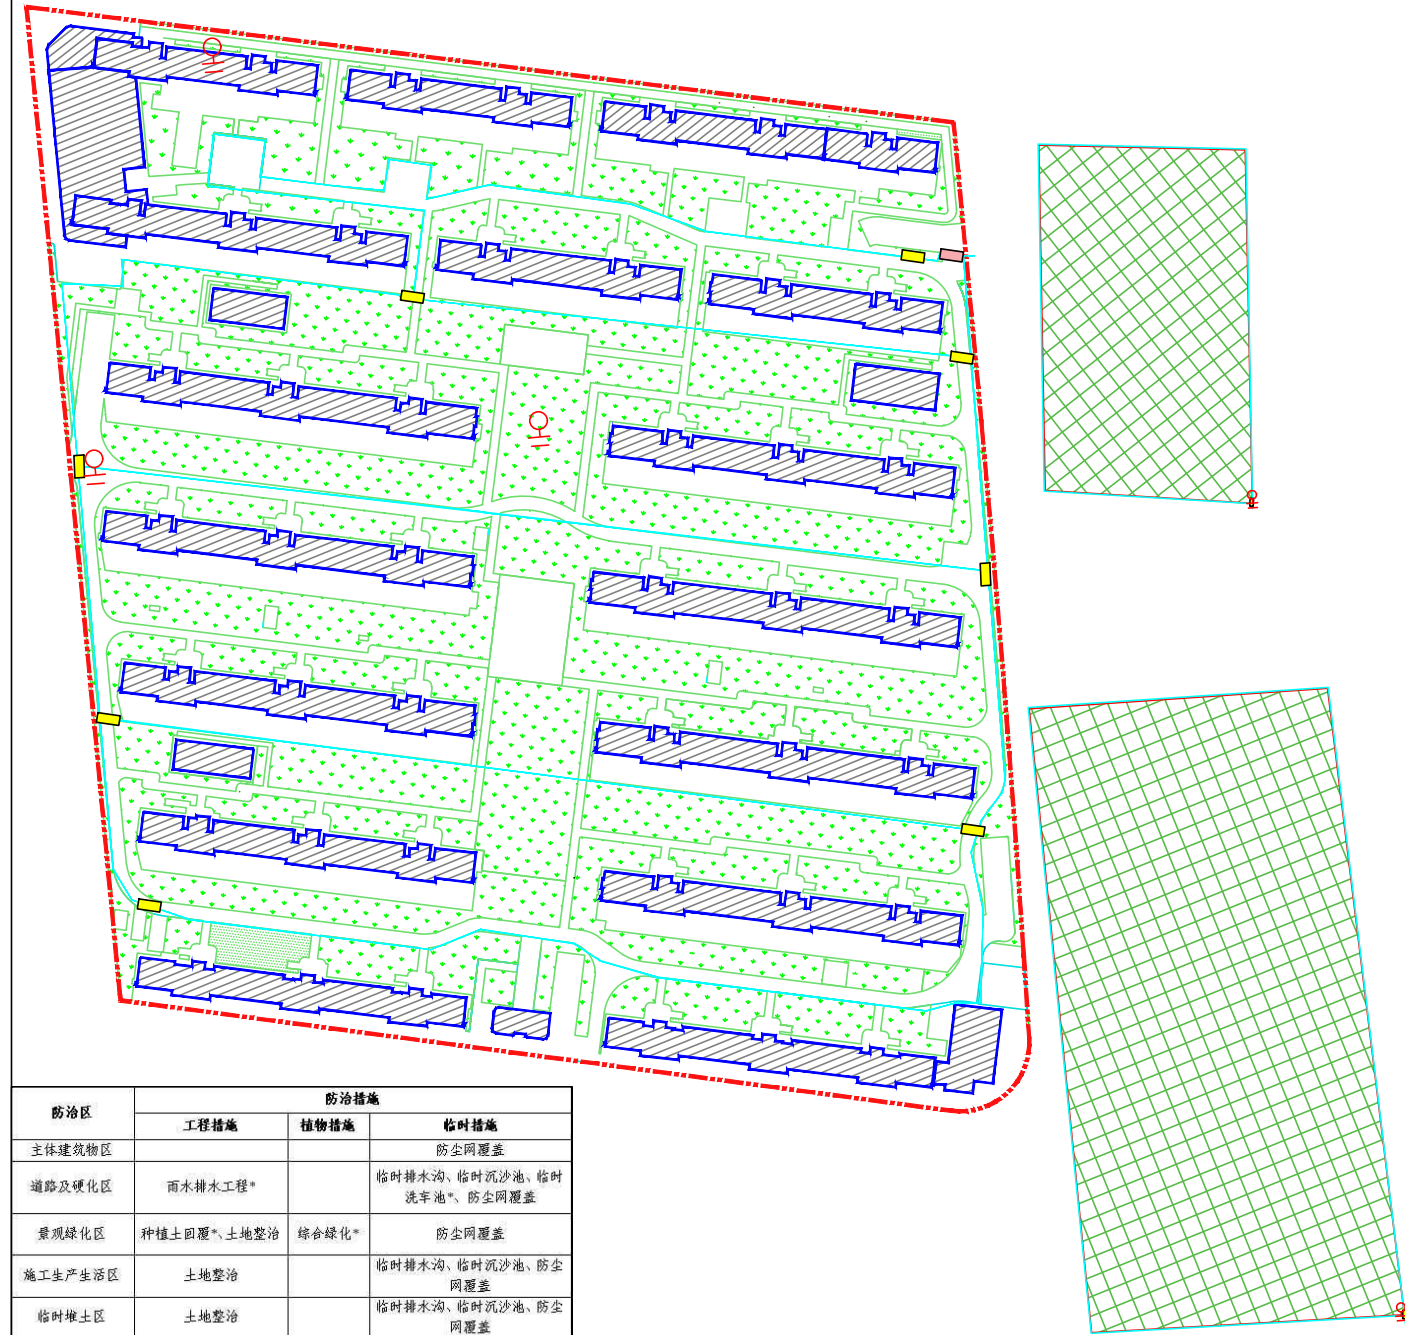 防治区
防治措施
工程措施 植物措施 临时措施
主体建筑物区 防尘网覆盖
道路及硬化区 雨水排水工程* 临时排水沟、临时沉沙池、临时
洗车池*、防尘网覆盖
景观绿化区 种植土回覆*、土地整治 综合绿化* 防尘网覆盖
施工生产生活区 土地整治 临时排水沟、临时沉沙池、防尘
网覆盖
临时堆土区 土地整治 临时排水沟、临时沉沙池、防尘
网覆盖